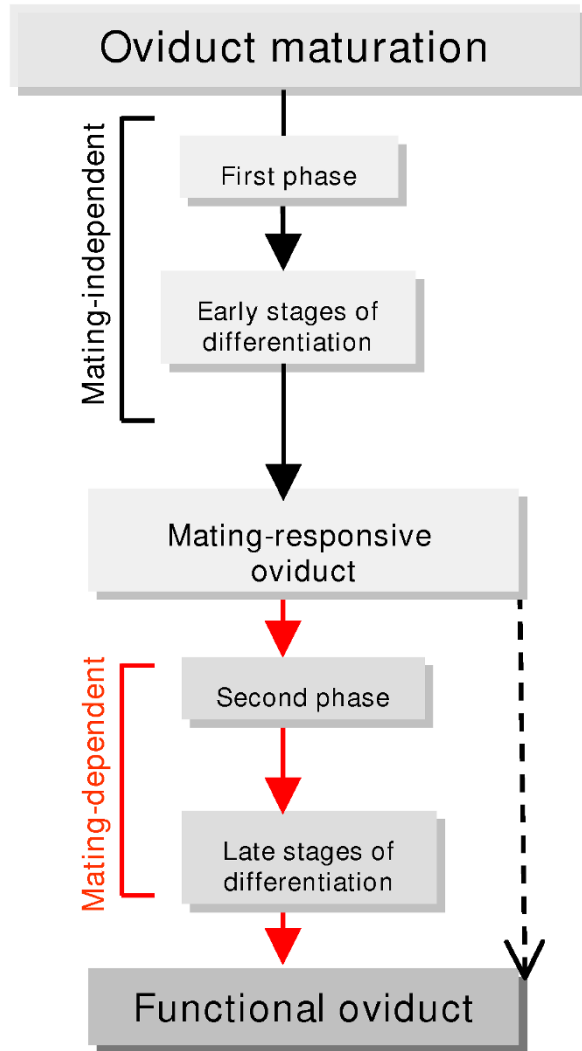 Oviduct maturation
Mating-independent
First phase
Early stages of
differentiation
Mating-responsive
oviduct
Mating-dependent
Second phase
Late stages of
differentiation
Functional oviduct